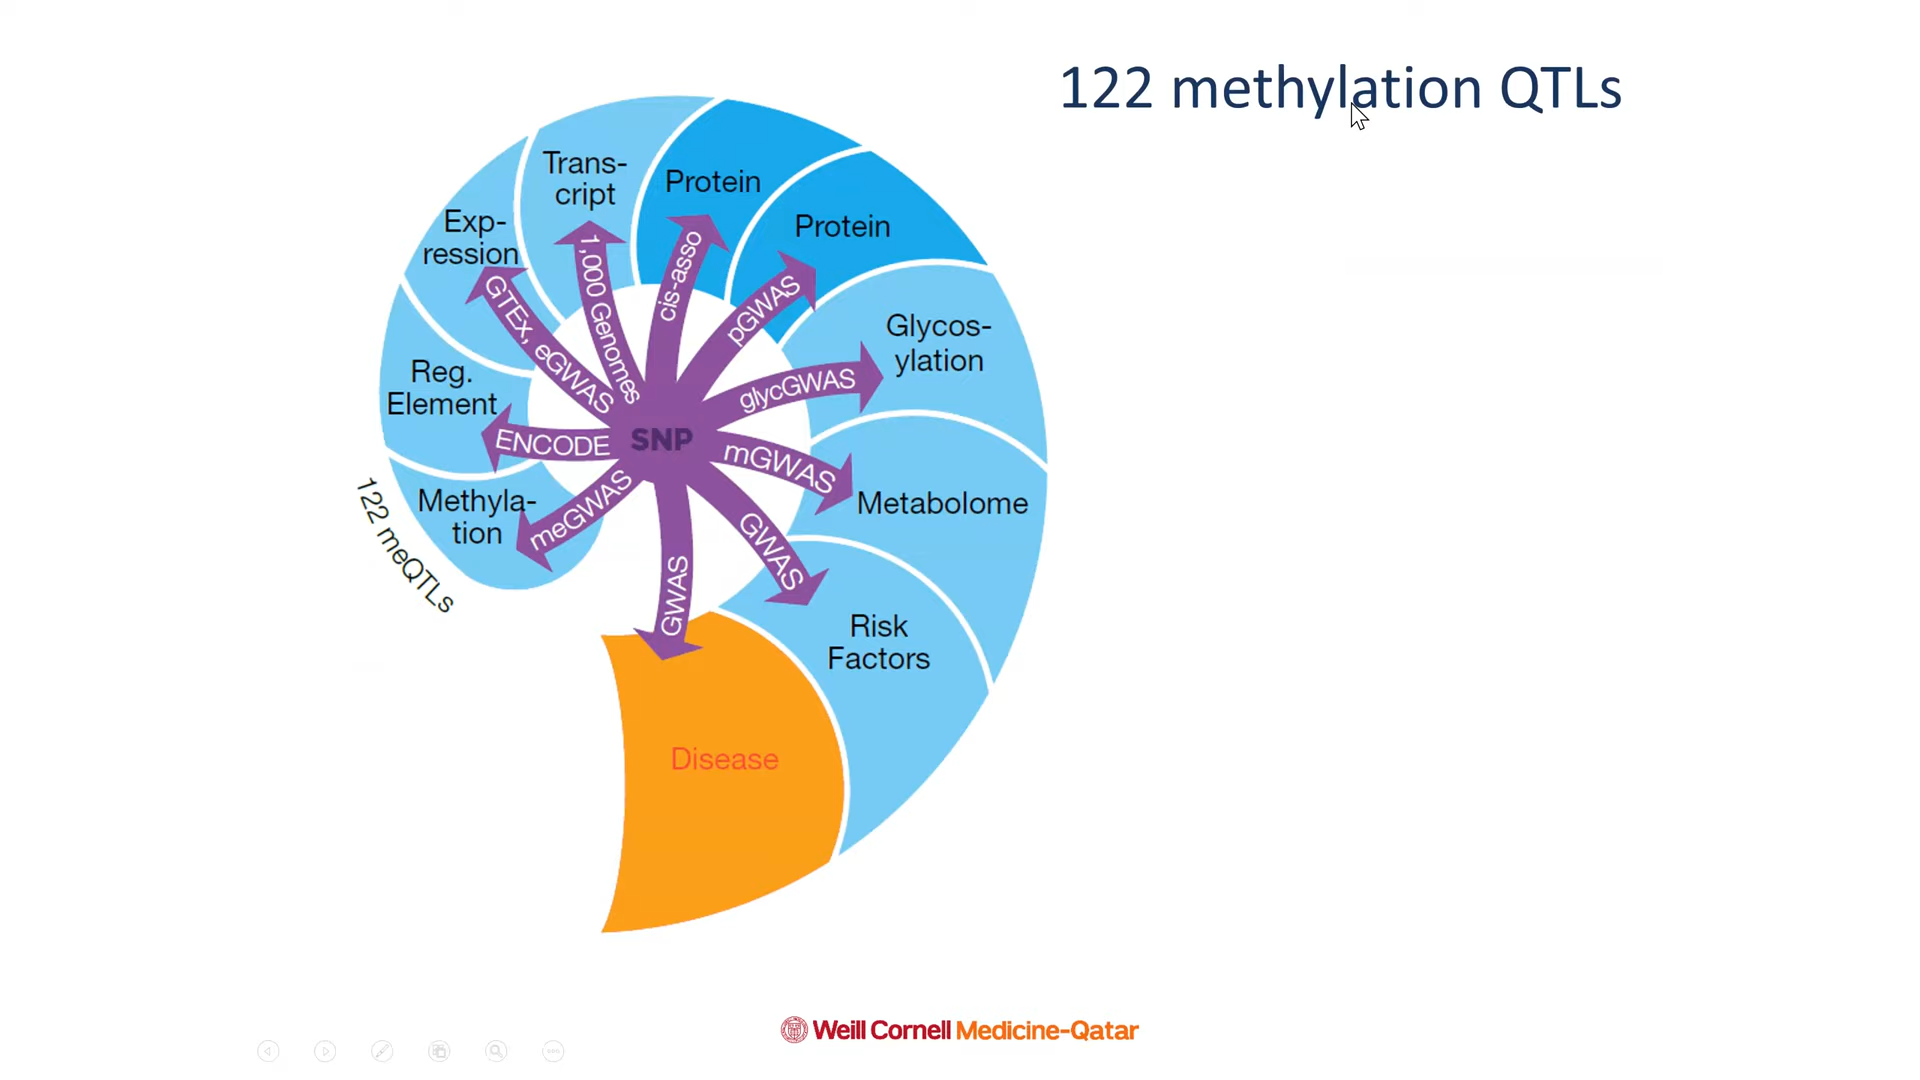 122 methylation QTLs
Trans-
cript
Protein
Protein
Exp-
ression
Glycos-
ylation
Reg.
Element
Metabolome
Methyla-
tion
Risk
Factors
Disease
SNP
1,000 Genomes
cis-asso
pGWAS
glycGWAS
mGWAS
GWAS
GWAS
meGWAS
ENCODE
GTEx, eGWAS
122 meQTLs
Weill Cornell Medicine-Qatar